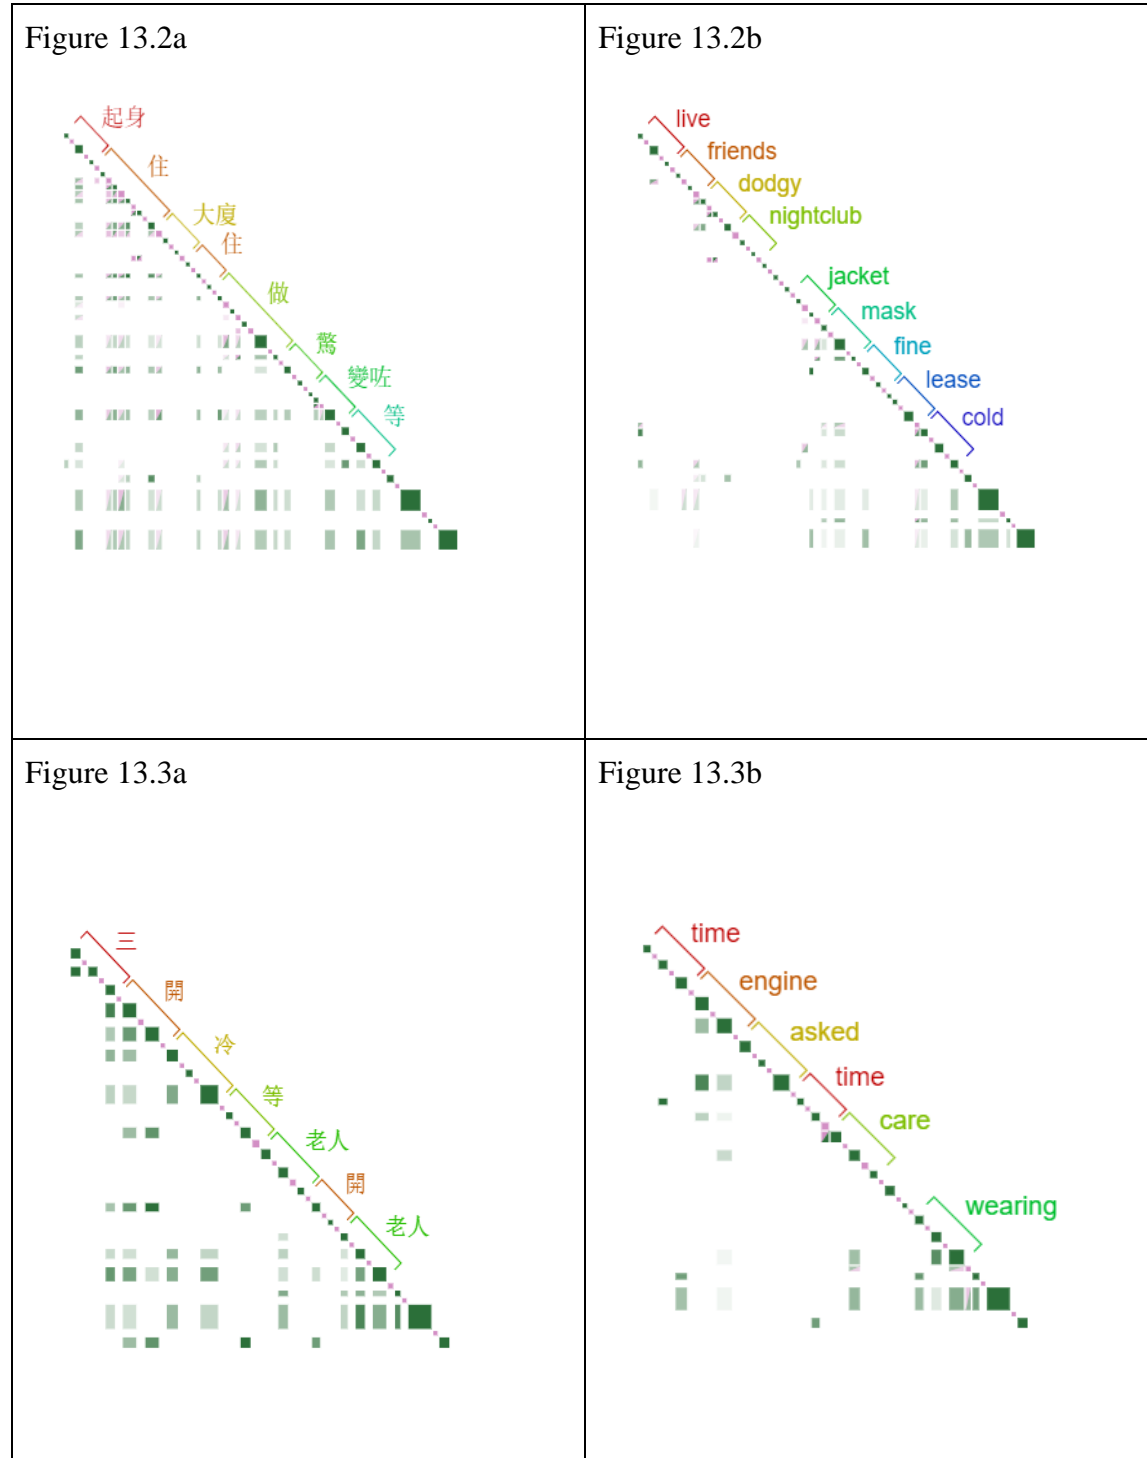 Figure 13.2a
起身
住
大廈
住
做
驚
變咗
等
Figure 13.2b
live
friends
dodgy
nightclub
jacket
mask
fine
lease
cold
Figure 13.3a
三
開
冷
等
老人
開
老人
Figure 13.3b
time
engine
asked
time
care
wearing